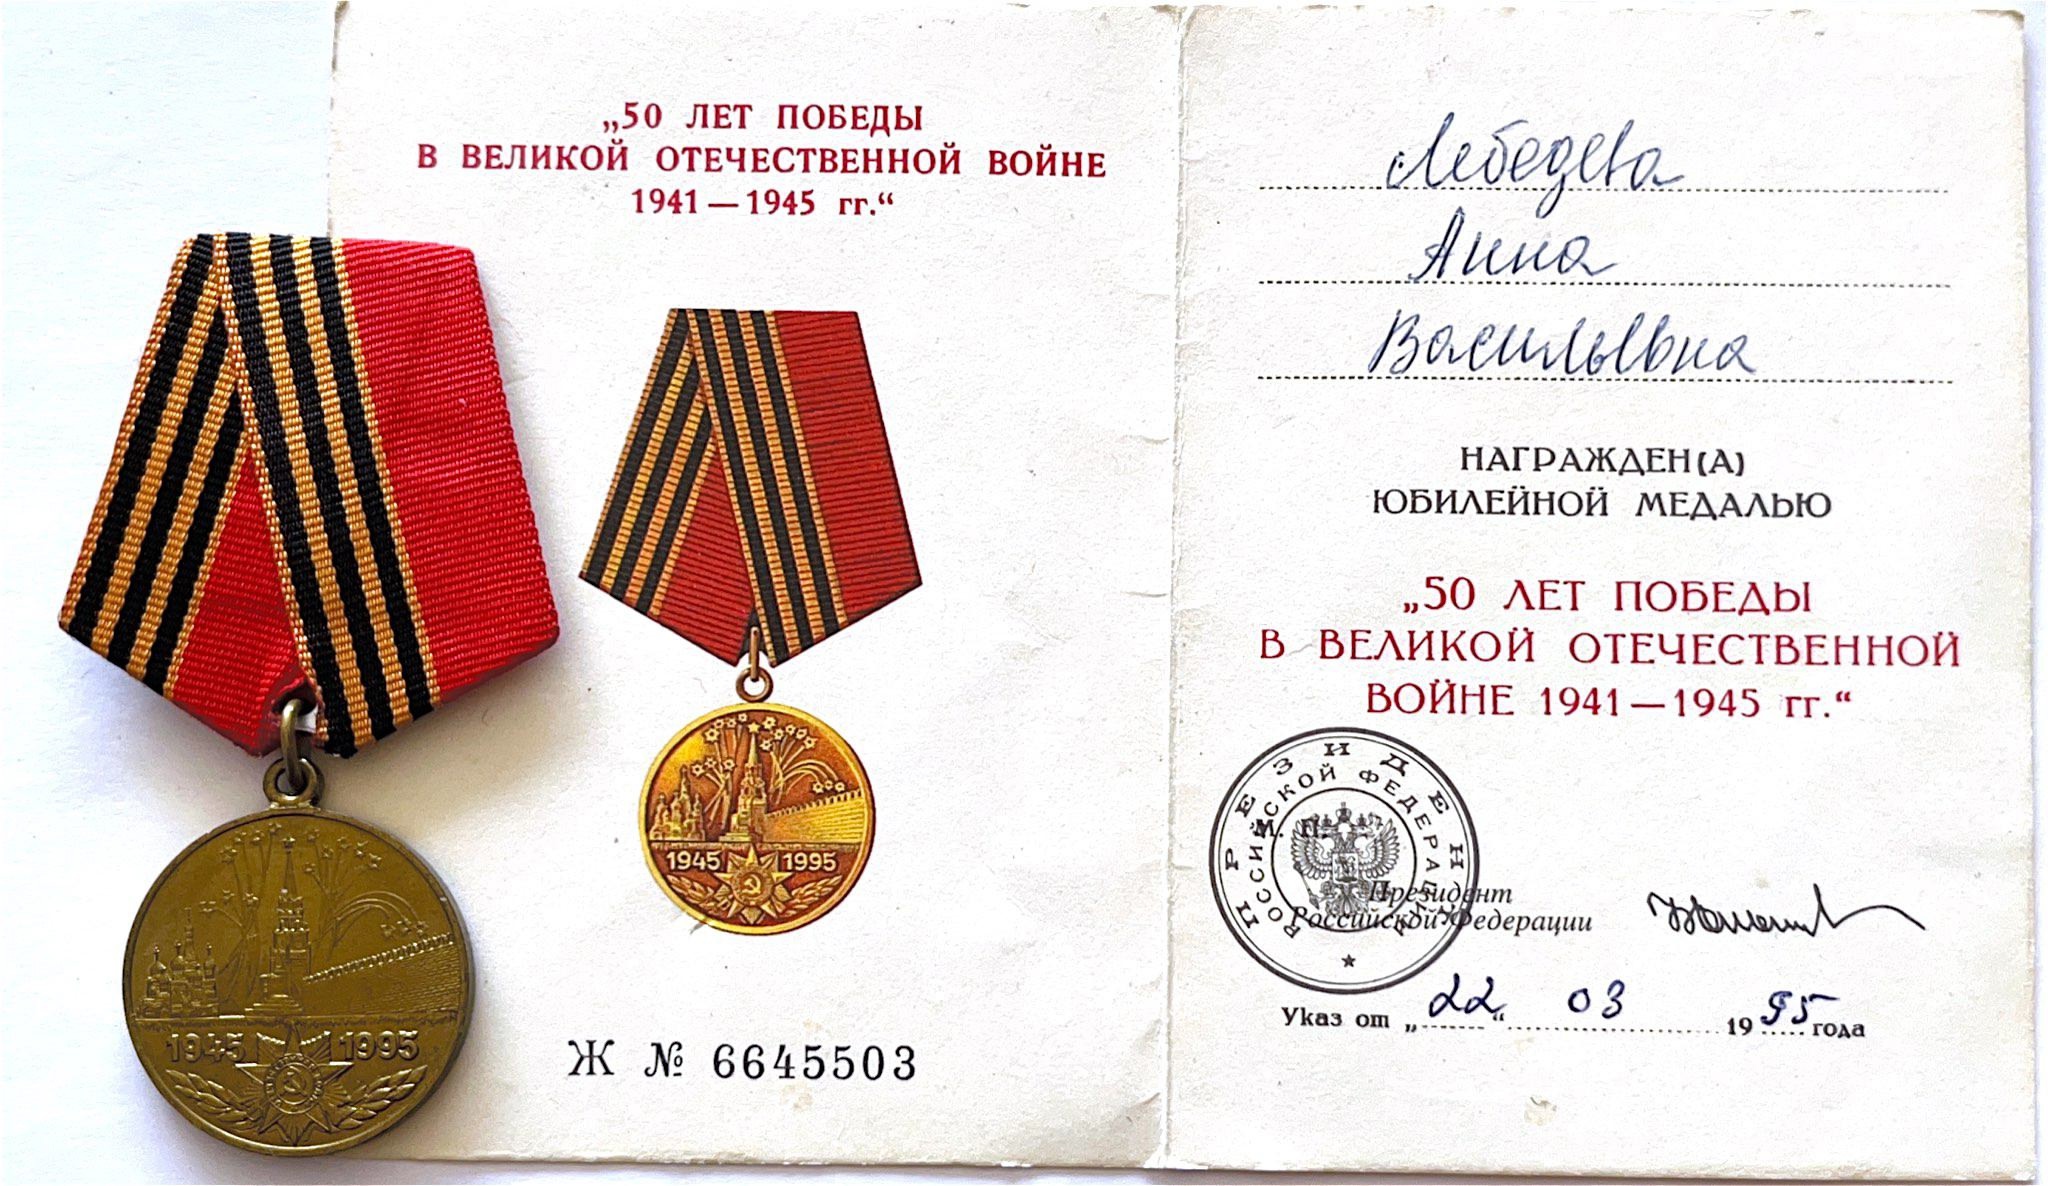 „50 ЛЕТ ПОБЕДЫ
В ВЕЛИКОЙ ОТЕЧЕСТВЕННОЙ ВОЙНЕ
1941—1945 гг.“
1945 1995
1945 1995
Ж № 6645503
Лебедева
Анна
Васильевна
НАГРАЖДЕН(А)
ЮБИЛЕЙНОЙ МЕДАЛЬЮ
„50 ЛЕТ ПОБЕДЫ
В ВЕЛИКОЙ ОТЕЧЕСТВЕННОЙ
ВОЙНЕ 1941—1945 гг.“
ПРЕЗИДЕНТ
РОССИЙСКОЙ ФЕДЕРАЦИИ
М. П.
Президент
Российской Федерации
Указ от „22“ 03 1995 года